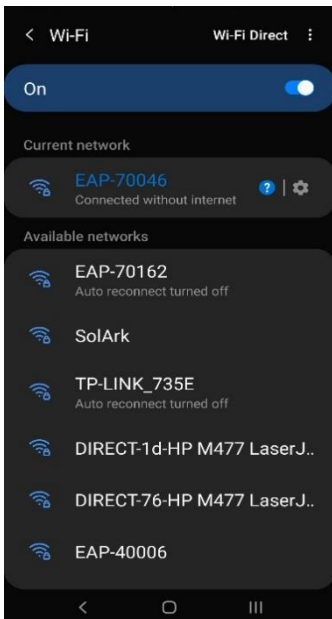 Wi-Fi Wi-Fi Direct
On
Current network
EAP-70046
Connected without internet
Available networks
EAP-70162
Auto reconnect turned off
SolArk
TP-LINK_735E
Auto reconnect turned off
DIRECT-1d-HP M477 LaserJ..
DIRECT-76-HP M477 LaserJ..
EAP-40006